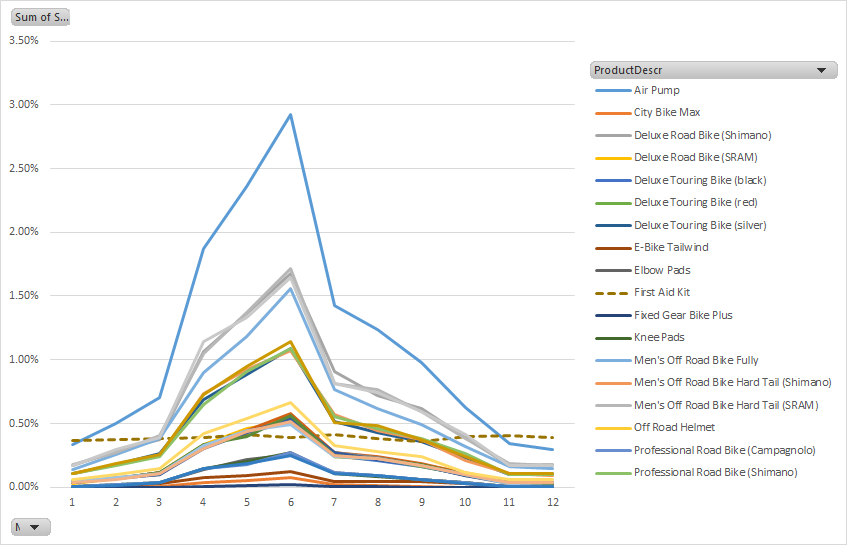 Sum of S...
3.50%
3.00%
2.50%
2.00%
1.50%
1.00%
0.50%
0.00%
1 2 3 4 5 6 7 8 9 10 11 12
ProductDescr
Air Pump
City Bike Max
Deluxe Road Bike (Shimano)
Deluxe Road Bike (SRAM)
Deluxe Touring Bike (black)
Deluxe Touring Bike (red)
Deluxe Touring Bike (silver)
E-Bike Tailwind
Elbow Pads
First Aid Kit
Fixed Gear Bike Plus
Knee Pads
Men's Off Road Bike Fully
Men's Off Road Bike Hard Tail (Shimano)
Men's Off Road Bike Hard Tail (SRAM)
Off Road Helmet
Professional Road Bike (Campagnolo)
Professional Road Bike (Shimano)